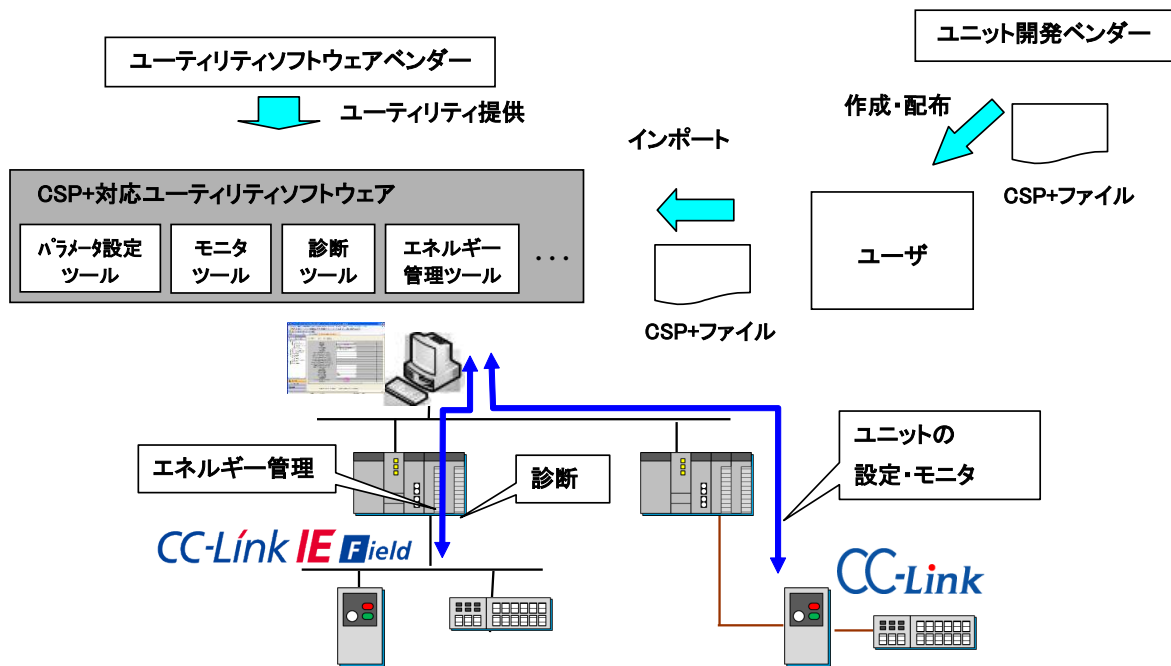 ユーティリティソフトウェアベンダー
ユーティリティ提供
ユニット開発ベンダー
作成・配布
CSP+ファイル
インポート
CSP+対応ユーティリティソフトウェア
パラメータ設定
ツール
モニタ
ツール
診断
ツール
エネルギー
管理ツール
・・・
CSP+ファイル
ユーザ
エネルギー管理
診断
ユニットの
設定・モニタ
CC-Link IE Field
CC-Link